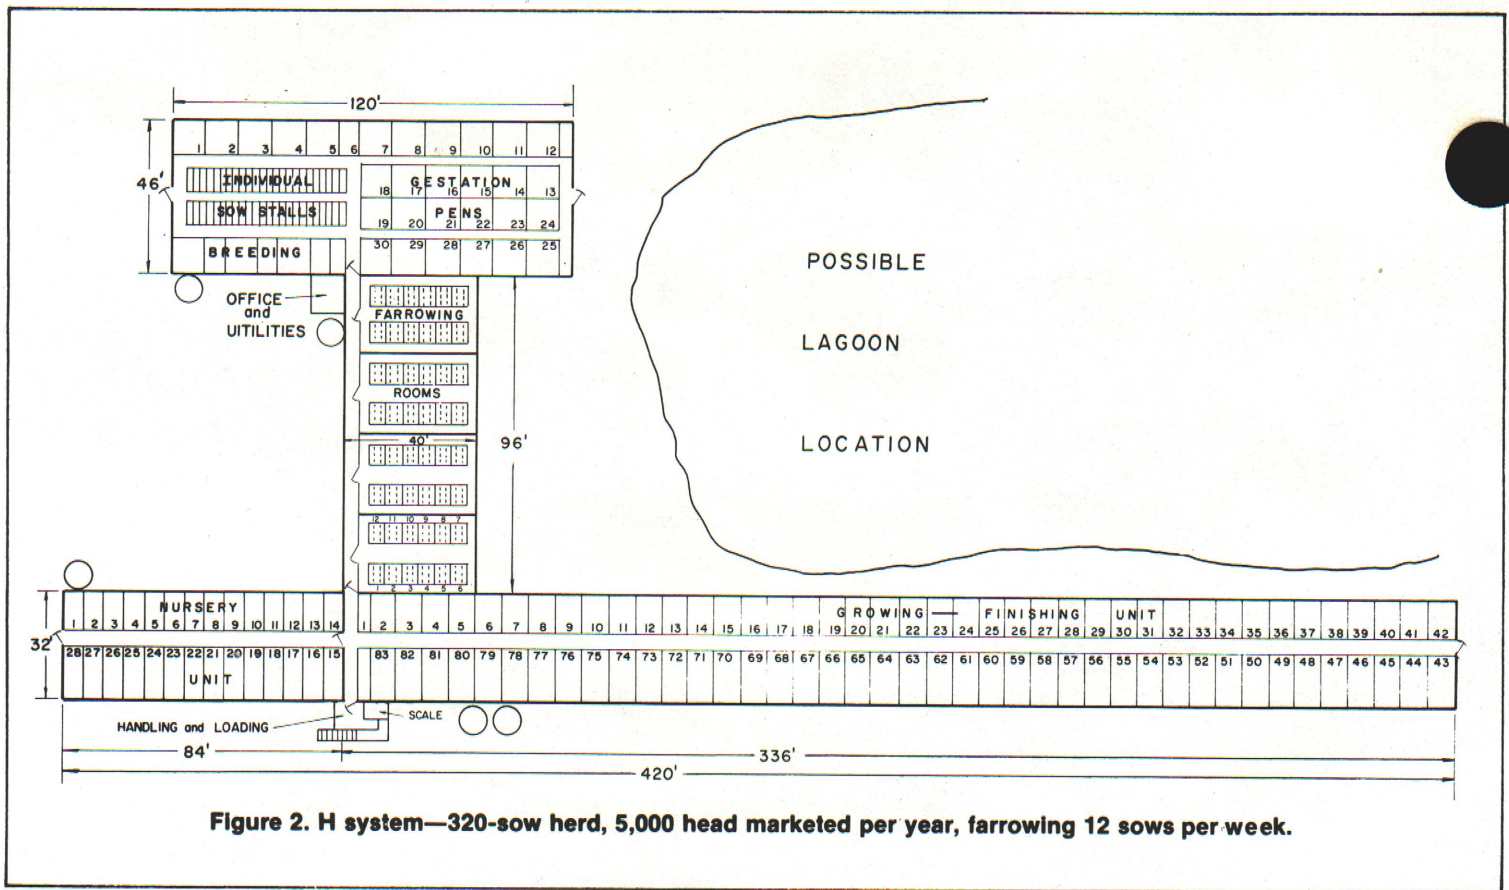 120'
1 2 3 4 5 6 7 8 9 10 11 12
46'
INDIVIDUAL
GESTATION
18 17 16 15 14 13
SOW STALLS
PENS
19 20 21 22 23 24
BREEDING
30 29 28 27 26 25
OFFICE
and
UITILITIES
FARROWING
ROOMS
40'
96'
12 11 10 9 8 7
1 2 3 4 5 6
POSSIBLE
LAGOON
LOCATION
NURSERY
GROWING — FINISHING UNIT
1 2 3 4 5 6 7 8 9 10 11 12 13 14
1 2 3 4 5 6 7 8 9 10 11 12 13 14 15 16 17 18 19 20 21 22 23 24 25 26 27 28 29 30 31 32 33 34 35 36 37 38 39 40 41 42
32'
28 27 26 25 24 23 22 21 20 19 18 17 16 15
83 82 81 80 79 78 77 76 75 74 73 72 71 70 69 68 67 66 65 64 63 62 61 60 59 58 57 56 55 54 53 52 51 50 49 48 47 46 45 44 43
UNIT
HANDLING and LOADING
SCALE
84'
336'
420'
Figure 2. H system—320-sow herd, 5,000 head marketed per year, farrowing 12 sows per week.